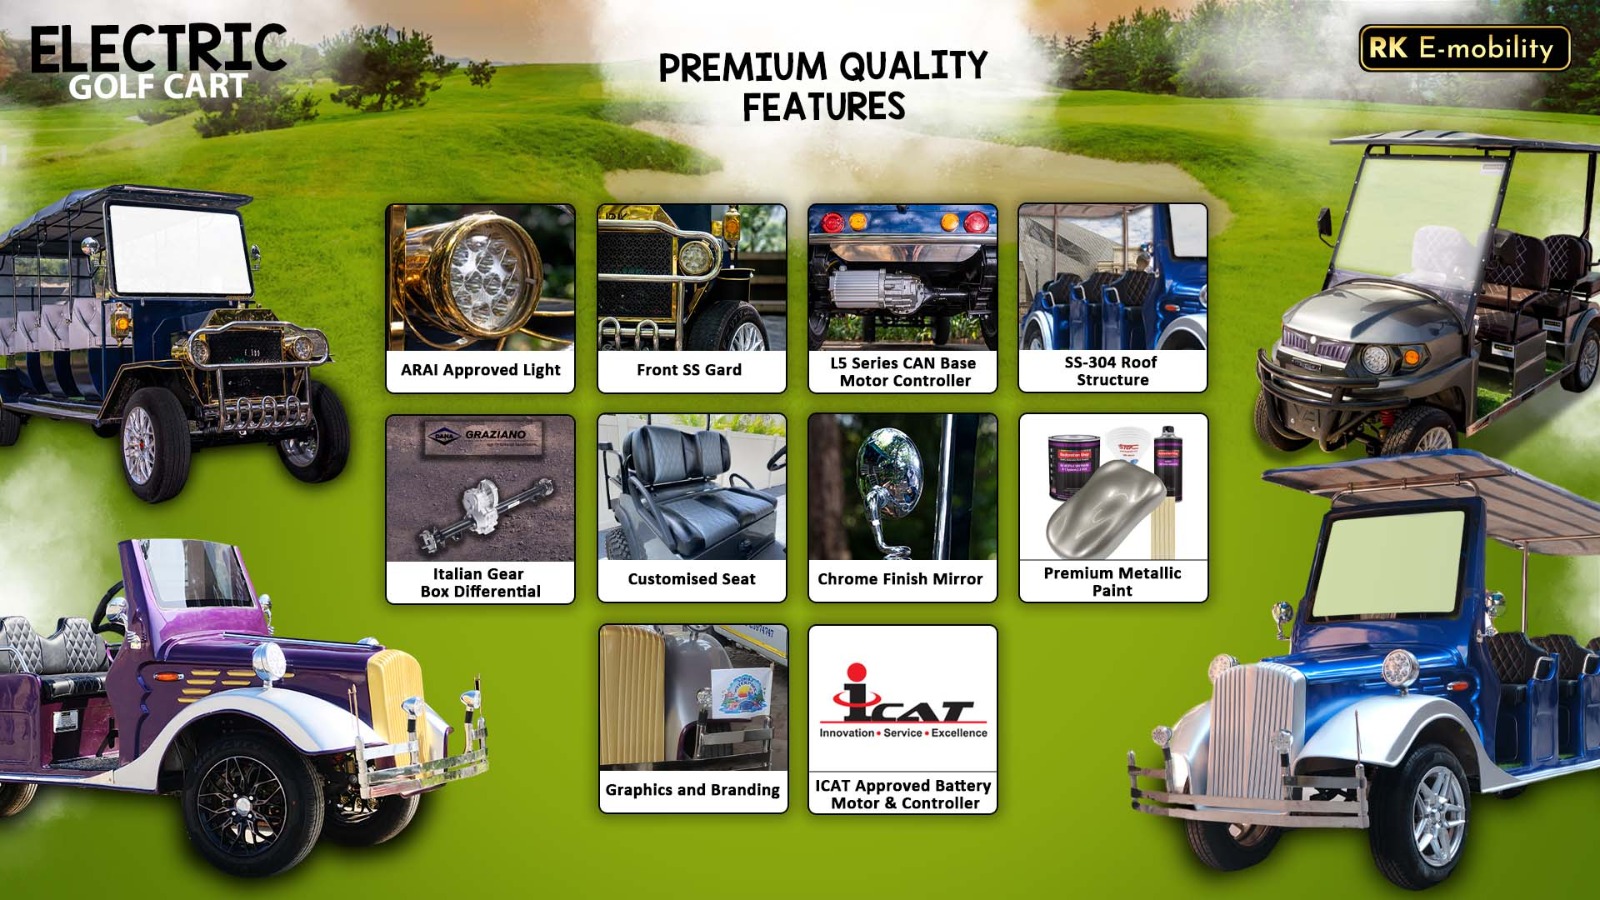 ELECTRIC
GOLF CART
RK E-mobility
PREMIUM QUALITY
FEATURES
ARAI Approved Light
Front SS Gard
L5 Series CAN Base
Motor Controller
SS-304 Roof
Structure
DANA GRAZIANO
Italian Gear
Box Differential
Customised Seat
Chrome Finish Mirror
Premium Metallic
Paint
Graphics and Branding
iCAT
Innovation • Service • Excellence
ICAT Approved Battery
Motor & Controller